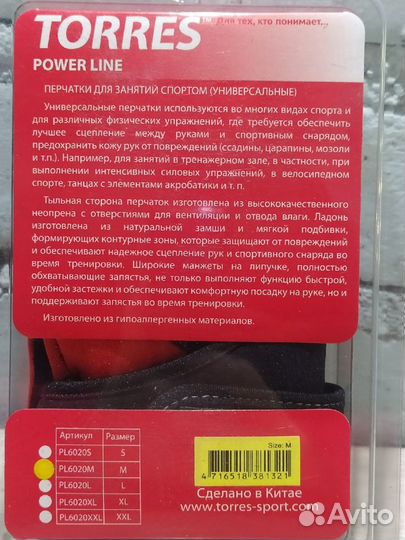 Для тех, кто понимает...
TORRES
POWER LINE
ПЕРЧАТКИ ДЛЯ ЗАНЯТИЙ СПОРТОМ (УНИВЕРСАЛЬНЫЕ)
Универсальные перчатки используются во многих видах спорта и
для различных физических упражнений, где требуется обеспечить
лучшее сцепление между руками и спортивным снарядом,
предохранить кожу рук от повреждений (ссадины, царапины, мозоли
и т.п.). Например, для занятий в тренажерном зале, в частности, при
выполнении интенсивных силовых упражнений, в велосипедном
спорте, танцах с элементами акробатики и т. п.
Тыльная сторона перчаток изготовлена из высококачественного
неопрена с отверстиями для вентиляции и отвода влаги. Ладонь
изготовлена из натуральной замши и мягкой подбивки,
формирующих контурные зоны, которые защищают от повреждений
и обеспечивают надежное сцепление рук и спортивного снаряда во
время тренировки. Широкие манжеты на липучке, полностью
обхватывающие запястья, не только выполняют функцию быстрой,
удобной застежки и обеспечивают комфортную посадку на руке, но и
поддерживают запястья во время тренировки.
Изготовлено из гипоаллергенных материалов.
Артикул Размер
PL6020S S
PL6020M M
PL6020L L
PL6020XL XL
PL6020XXL XXL
Size: M
4 716518 381321
Сделано в Китае
www.torres-sport.com
Avito